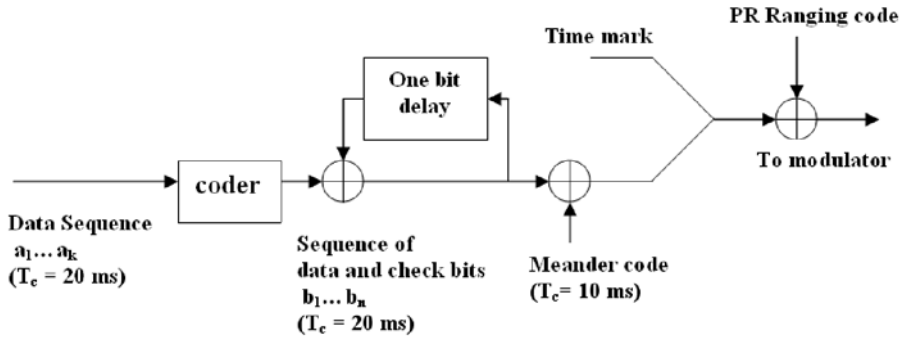 PR Ranging code
Time mark
One bit
delay
To modulator
coder
Data Sequence
a1... ak
(Tc = 20 ms)
Sequence of
data and check bits
b1... bn
(Tc = 20 ms)
Meander code
(Tc= 10 ms)